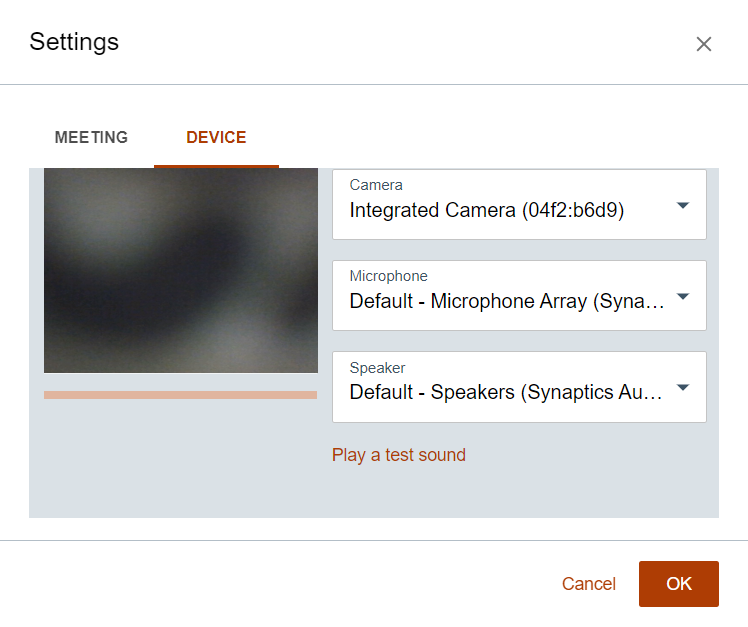 Settings
MEETING
DEVICE
Camera
Integrated Camera (04f2:b6d9)
Microphone
Default - Microphone Array (Syna...
Speaker
Default - Speakers (Synaptics Au...
Play a test sound
Cancel
OK